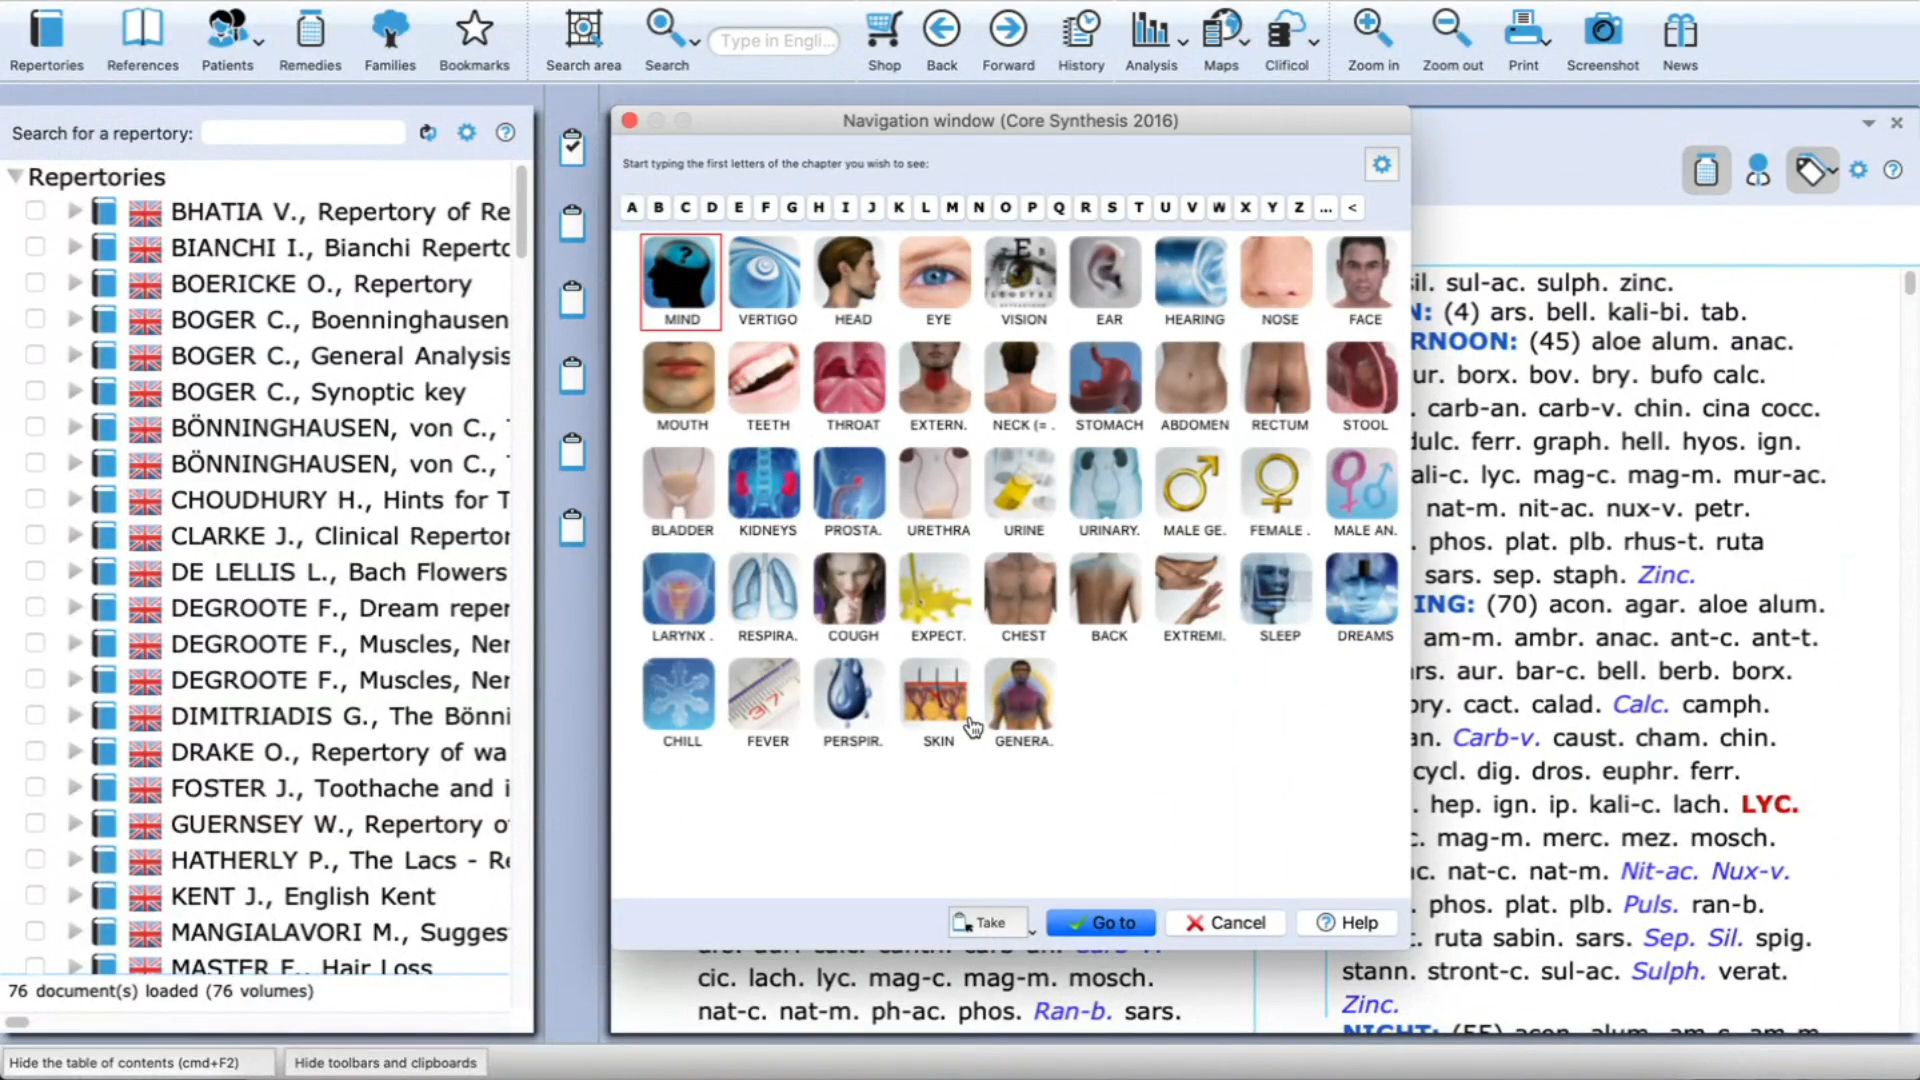 Repertories References Patients Remedies Families Bookmarks Search area Search Type in Engli... Shop Back Forward History Analysis Maps Clificol Zoom in Zoom out Print Screenshot News
Search for a repertory:
Repertories
BHATIA V., Repertory of Re
BIANCHI I., Bianchi Reperto
BOERICKE O., Repertory
BOGER C., Boenninghausen
BOGER C., General Analysis
BOGER C., Synoptic key
BÖNNINGHAUSEN, von C.,
BÖNNINGHAUSEN, von C.,
CHOUDHURY H., Hints for T
CLARKE J., Clinical Repertor
DE LELLIS L., Bach Flowers
DEGROOTE F., Dream reper
DEGROOTE F., Muscles, Ner
DEGROOTE F., Muscles, Ner
DIMITRIADIS G., The Bönni
DRAKE O., Repertory of wa
FOSTER J., Toothache and i
GUERNSEY W., Repertory o
HATHERLY P., The Lacs - Re
KENT J., English Kent
MANGIALAVORI M., Sugges
MASTER F., Hair Loss
76 document(s) loaded (76 volumes)
Hide the table of contents (cmd+F2) Hide toolbars and clipboards
Navigation window (Core Synthesis 2016)
Start typing the first letters of the chapter you wish to see:
A B C D E F G H I J K L M N O P Q R S T U V W X Y Z ... <
MIND VERTIGO HEAD EYE VISION EAR HEARING NOSE FACE
MOUTH TEETH THROAT EXTERN. NECK (= . STOMACH ABDOMEN RECTUM STOOL
BLADDER KIDNEYS PROSTA. URETHRA URINE URINARY. MALE GE. FEMALE . MALE AN.
LARYNX . RESPIRA. COUGH EXPECT. CHEST BACK EXTREMI. SLEEP DREAMS
CHILL FEVER PERSPIR. SKIN GENERA.
Take Go to Cancel Help
cic. lach. lyc. mag-c. mag-m. mosch.
nat-c. nat-m. ph-ac. phos. Ran-b. sars.
sil. sul-ac. sulph. zinc.
N: (4) ars. bell. kali-bi. tab.
RNOON: (45) aloe alum. anac.
ur. borx. bov. bry. bufo calc.
. carb-an. carb-v. chin. cina cocc.
dulc. ferr. graph. hell. hyos. ign.
ali-c. lyc. mag-c. mag-m. mur-ac.
nat-m. nit-ac. nux-v. petr.
. phos. plat. plb. rhus-t. ruta
sars. sep. staph. Zinc.
ING: (70) acon. agar. aloe alum.
am-m. ambr. anac. ant-c. ant-t.
ars. aur. bar-c. bell. berb. borx.
bry. cact. calad. Calc. camph.
an. Carb-v. caust. cham. chin.
cycl. dig. dros. euphr. ferr.
. hep. ign. ip. kali-c. lach. LYC.
c. mag-m. merc. mez. mosch.
c. nat-c. nat-m. Nit-ac. Nux-v.
. phos. plat. plb. Puls. ran-b.
. ruta sabin. sars. Sep. Sil. spig.
stann. stront-c. sul-ac. Sulph. verat.
Zinc.
NIGHT: (55) acon. alum. am-c. am-m